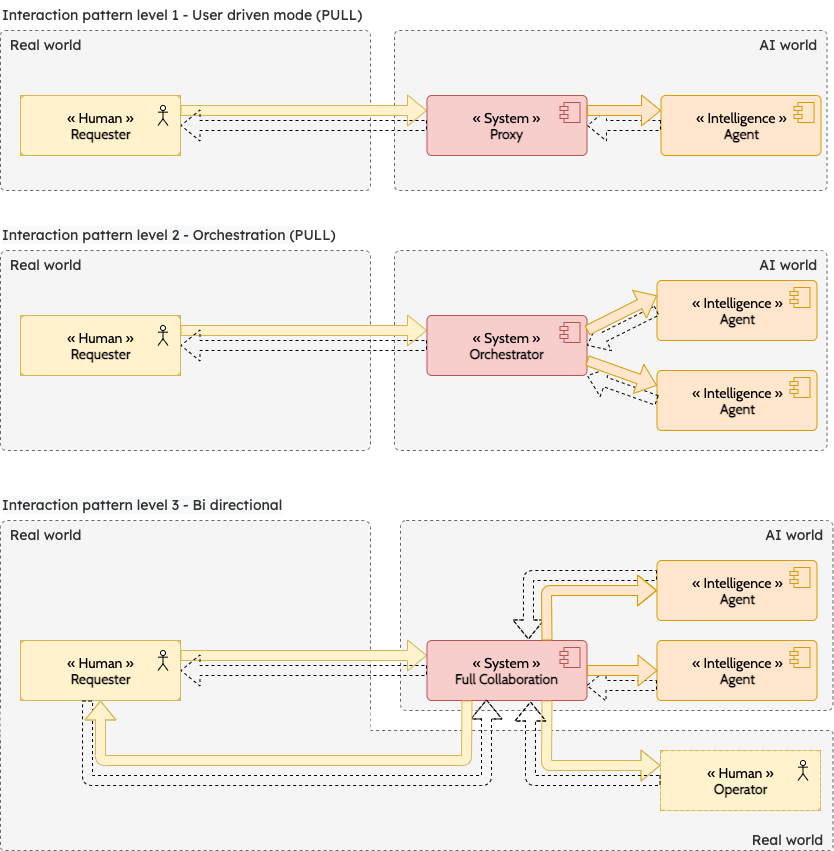 Interaction pattern level 1 - User driven mode (PULL)
Real world
AI world
« Human »
Requester
« System »
Proxy
« Intelligence »
Agent
Interaction pattern level 2 - Orchestration (PULL)
Real world
AI world
« Human »
Requester
« System »
Orchestrator
« Intelligence »
Agent
« Intelligence »
Agent
Interaction pattern level 3 - Bi directional
Real world
AI world
« Intelligence »
Agent
« Human »
Requester
« System »
Full Collaboration
« Intelligence »
Agent
« Human »
Operator
Real world